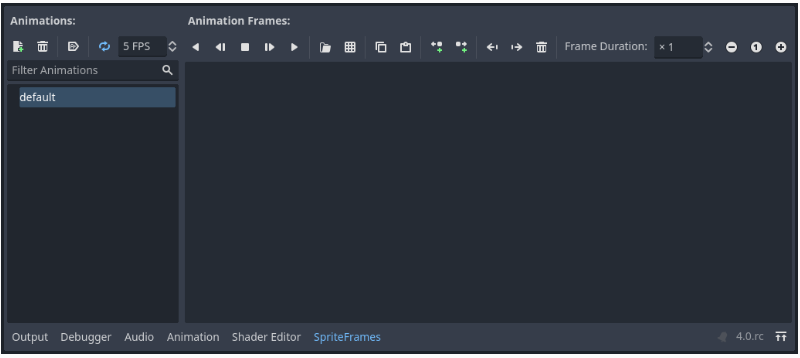 Animations:
Animation Frames:
5 FPS
Frame Duration: × 1
Filter Animations
default
Output Debugger Audio Animation Shader Editor SpriteFrames 4.0.rc